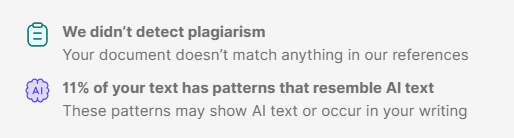 We didn’t detect plagiarism
Your document doesn’t match anything in our references
AI
11% of your text has patterns that resemble AI text
These patterns may show AI text or occur in your writing